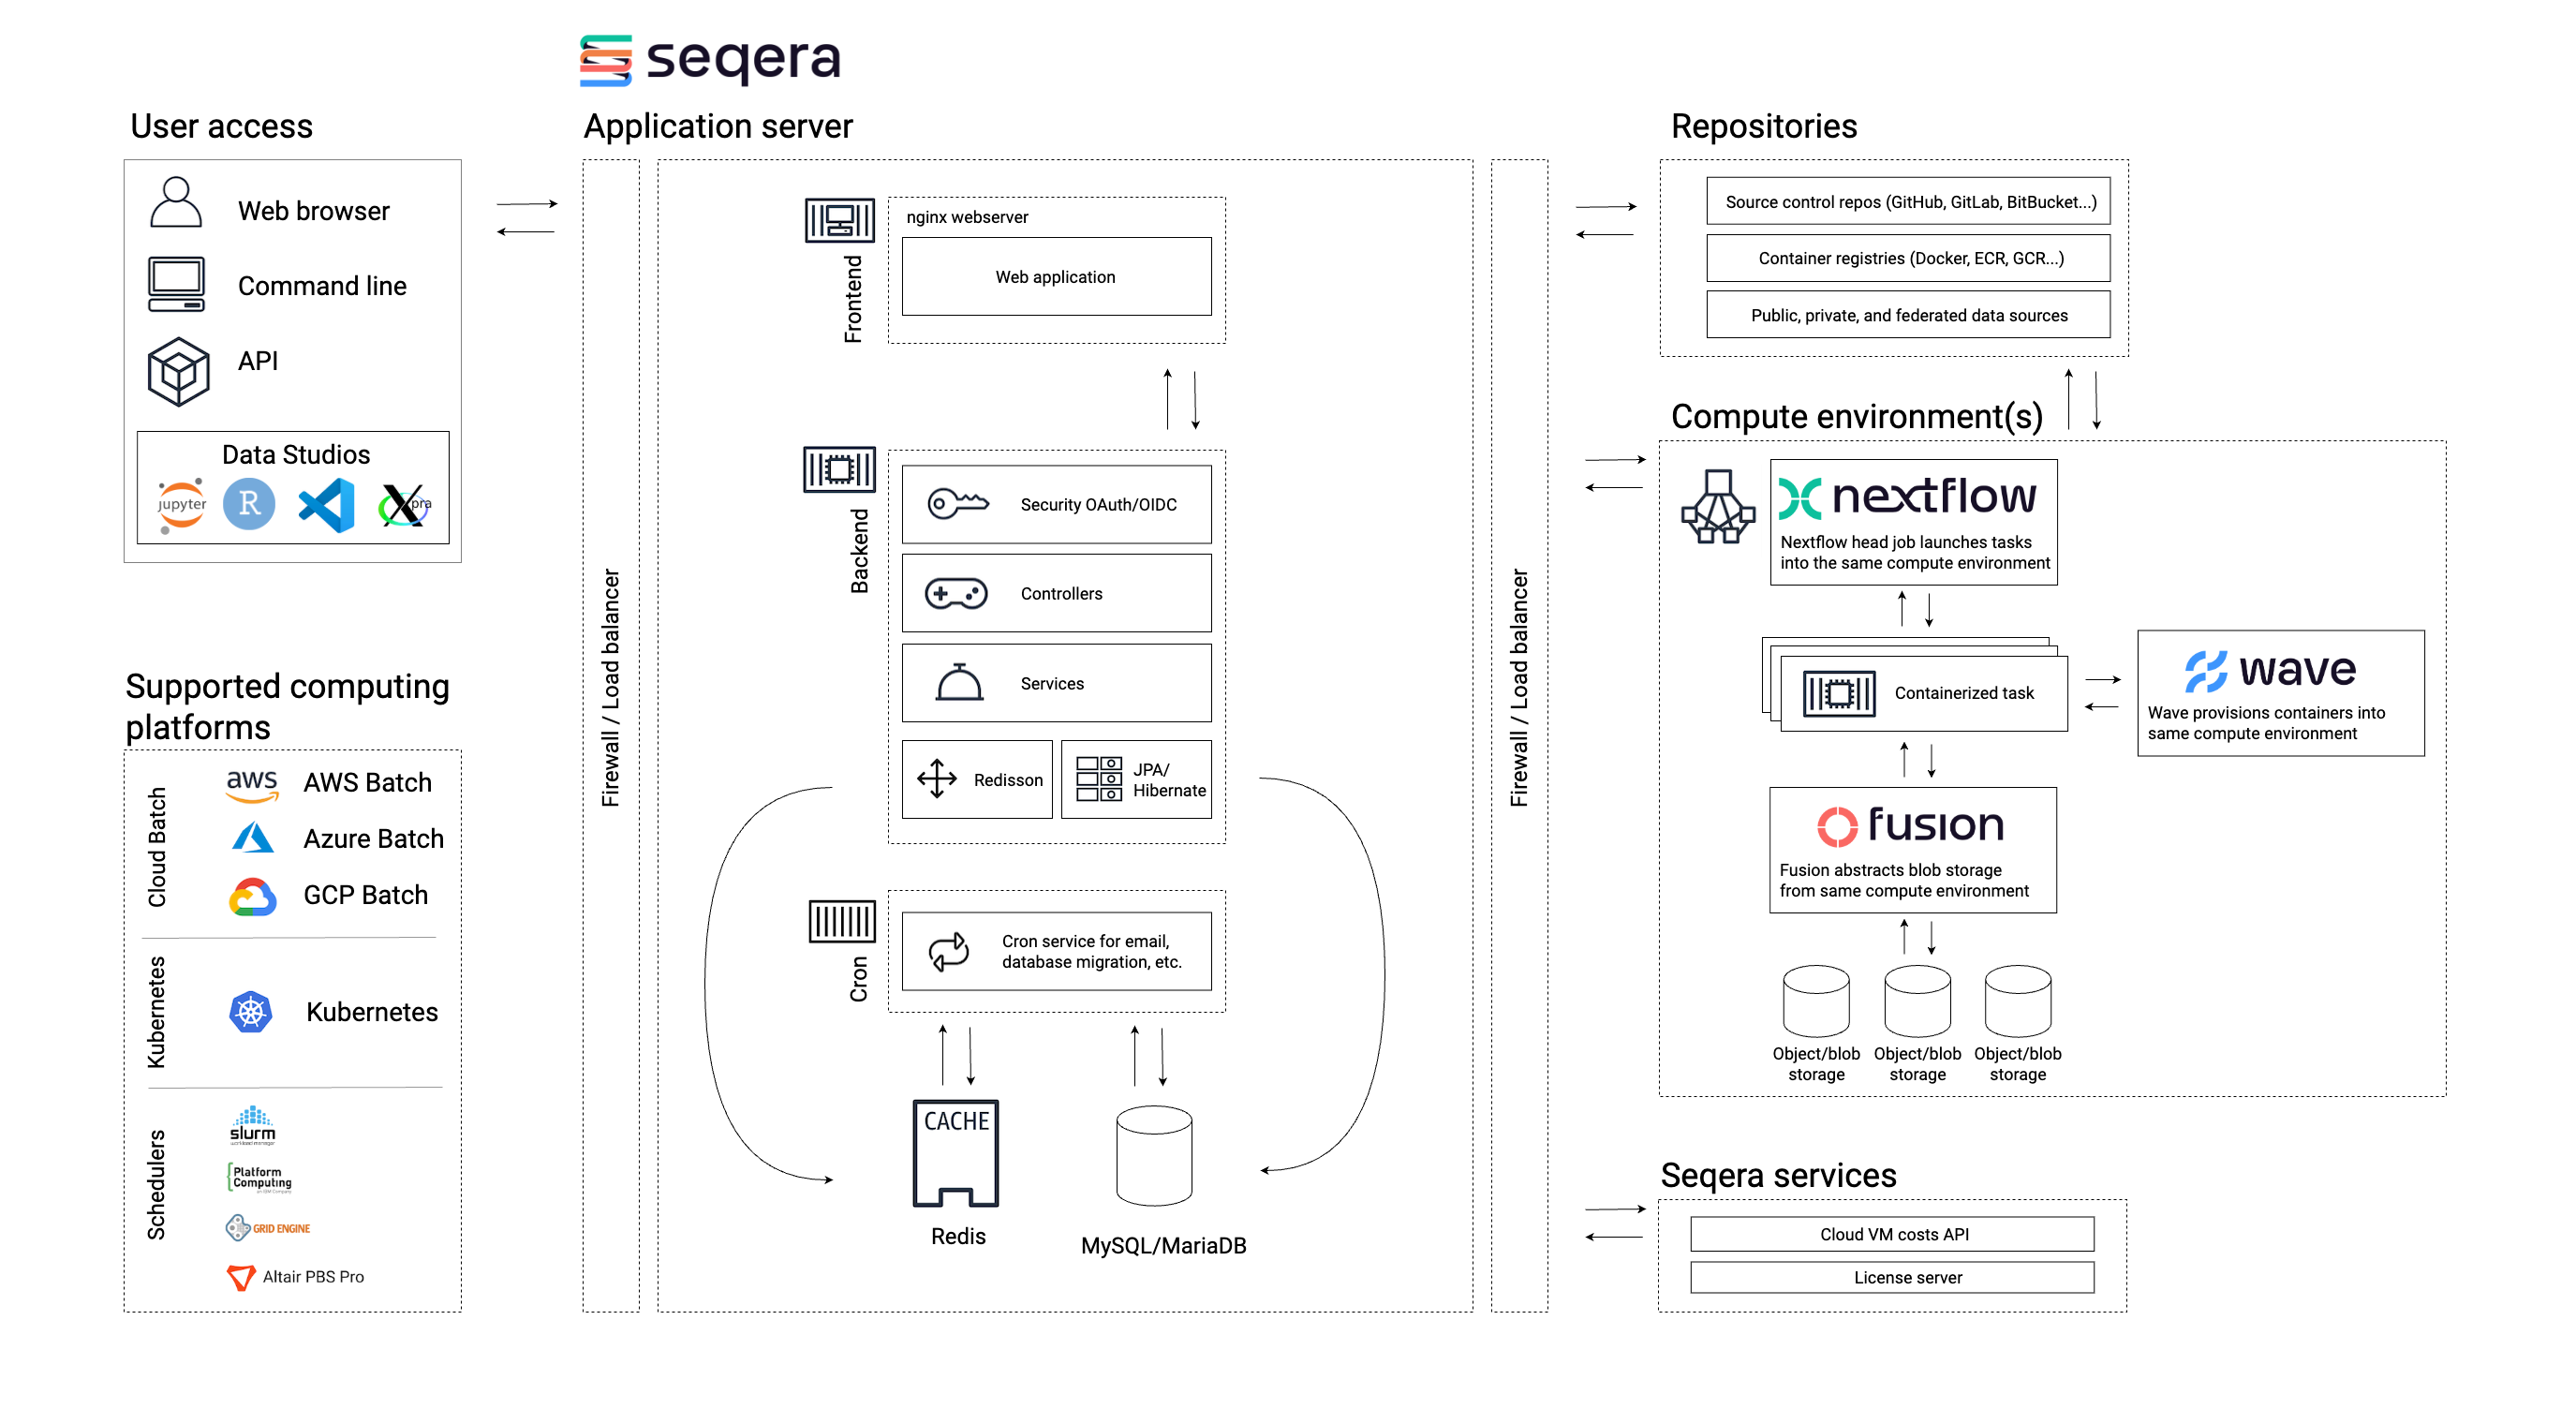 seqera
User access
Web browser
Command line
API
Data Studios
jupyter
R
Xpra
Supported computing
platforms
Cloud Batch
aws
AWS Batch
Azure Batch
GCP Batch
Kubernetes
Kubernetes
Schedulers
slurm
workload manager
Platform
Computing
an IBM Company
GRID ENGINE
Altair PBS Pro
Application server
Firewall / Load balancer
Frontend
nginx webserver
Web application
Backend
Security OAuth/OIDC
Controllers
Services
Redisson
JPA/
Hibernate
Cron
Cron service for email,
database migration, etc.
CACHE
Redis
MySQL/MariaDB
Firewall / Load balancer
Repositories
Source control repos (GitHub, GitLab, BitBucket...)
Container registries (Docker, ECR, GCR...)
Public, private, and federated data sources
Compute environment(s)
nextflow
Nextflow head job launches tasks
into the same compute environment
Containerized task
wave
Wave provisions containers into
same compute environment
fusion
Fusion abstracts blob storage
from same compute environment
Object/blob
storage
Object/blob
storage
Object/blob
storage
Seqera services
Cloud VM costs API
License server